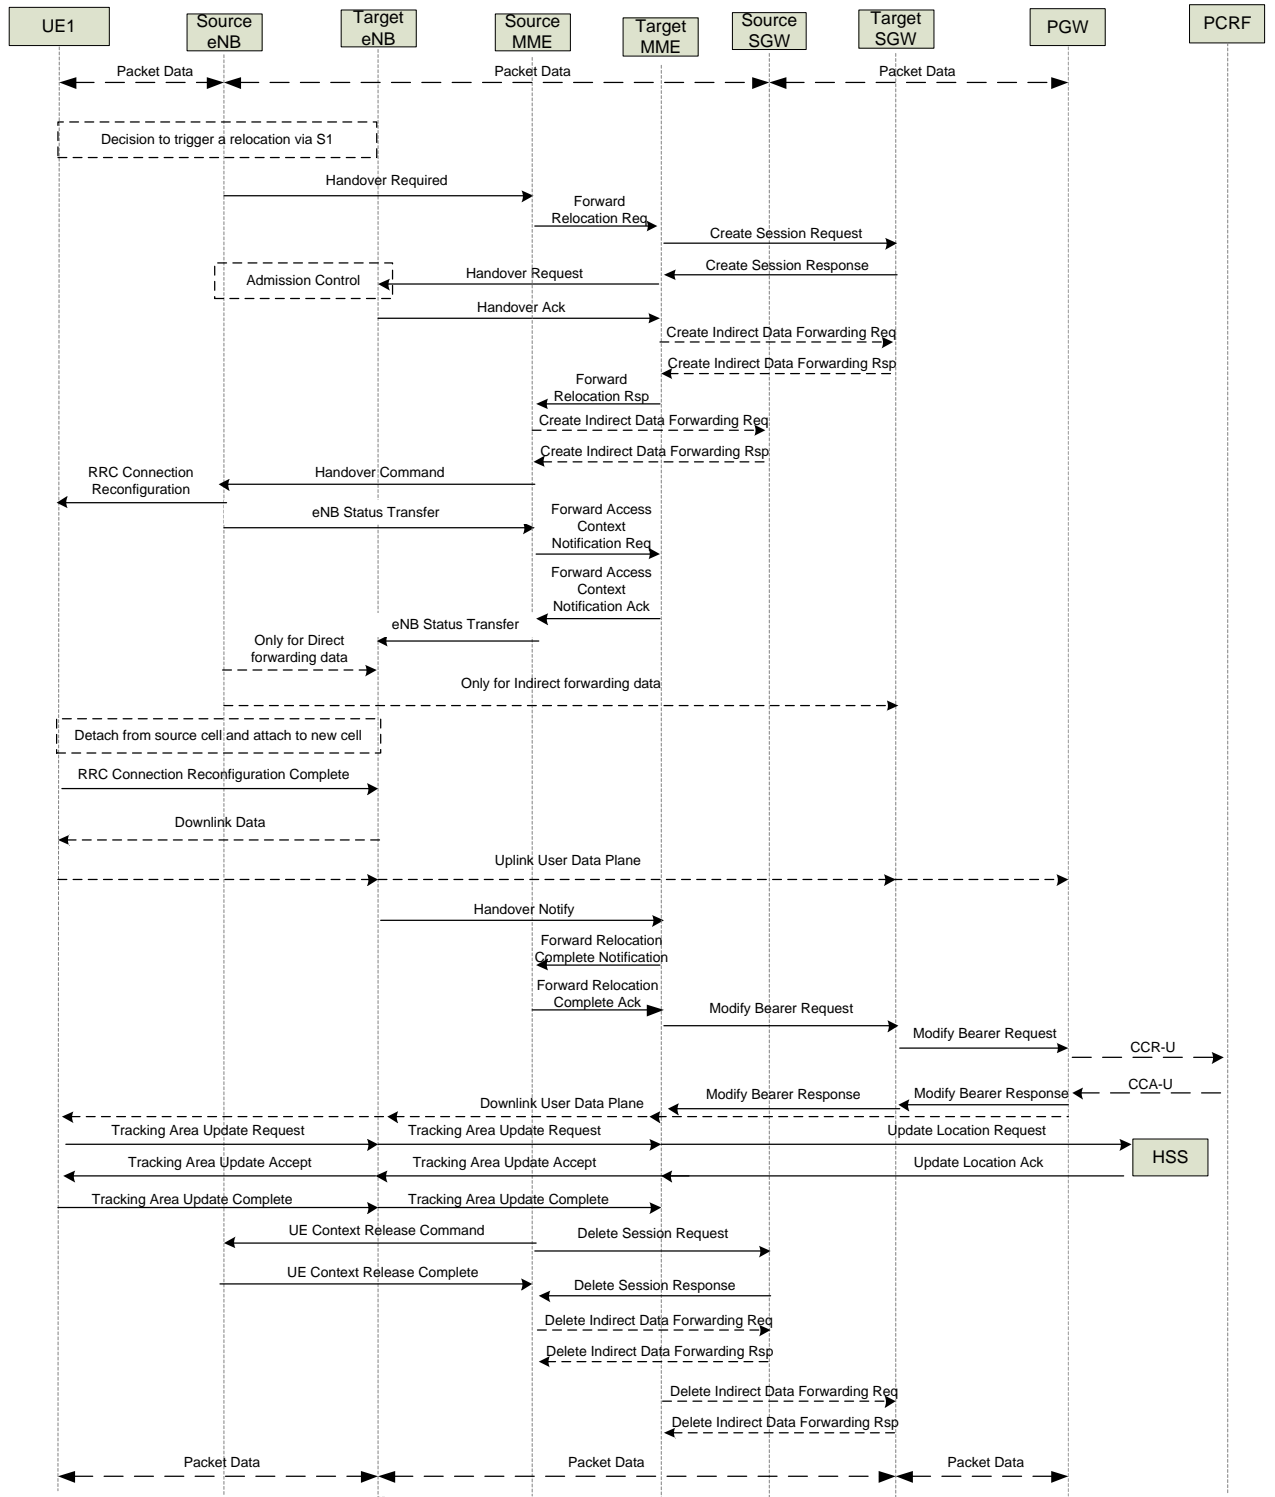 UE1
Source
eNB
Target
eNB
Source
MME
Target
MME
Source
SGW
Target
SGW
PGW
PCRF
Packet Data
Packet Data
Packet Data
Decision to trigger a relocation via S1
Handover Required
Forward
Relocation Req
Create Session Request
Create Session Response
Admission Control
Handover Request
Handover Ack
Create Indirect Data Forwarding Req
Create Indirect Data Forwarding Rsp
Forward
Relocation Rsp
Create Indirect Data Forwarding Req
Create Indirect Data Forwarding Rsp
RRC Connection
Reconfiguration
Handover Command
eNB Status Transfer
Forward Access
Context
Notification Req
Forward Access
Context
Notification Ack
eNB Status Transfer
Only for Direct
forwarding data
Only for Indirect forwarding data
Detach from source cell and attach to new cell
RRC Connection Reconfiguration Complete
Downlink Data
Uplink User Data Plane
Handover Notify
Forward Relocation
Complete Notification
Forward Relocation
Complete Ack
Modify Bearer Request
Modify Bearer Request
CCR-U
CCA-U
Modify Bearer Response
Modify Bearer Response
Downlink User Data Plane
Tracking Area Update Request
Tracking Area Update Request
Update Location Request
HSS
Tracking Area Update Accept
Tracking Area Update Accept
Update Location Ack
Tracking Area Update Complete
Tracking Area Update Complete
UE Context Release Command
Delete Session Request
UE Context Release Complete
Delete Session Response
Delete Indirect Data Forwarding Req
Delete Indirect Data Forwarding Rsp
Delete Indirect Data Forwarding Req
Delete Indirect Data Forwarding Rsp
Packet Data
Packet Data
Packet Data